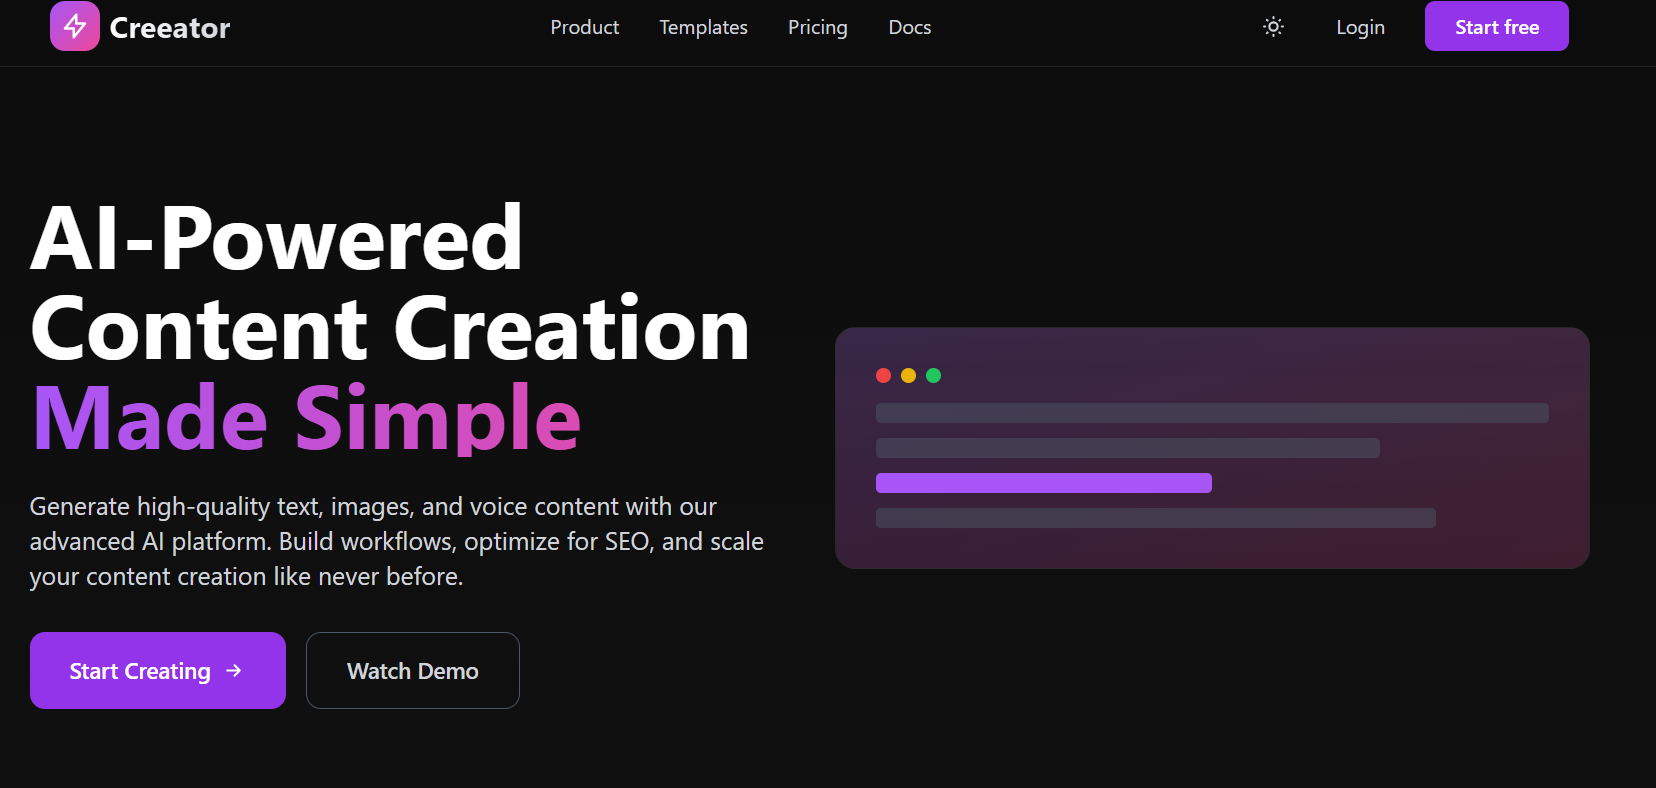 Creeator
Product
Templates
Pricing
Docs
Login
Start free
AI-Powered
Content Creation
Made Simple
Generate high-quality text, images, and voice content with our
advanced AI platform. Build workflows, optimize for SEO, and scale
your content creation like never before.
Start Creating →
Watch Demo